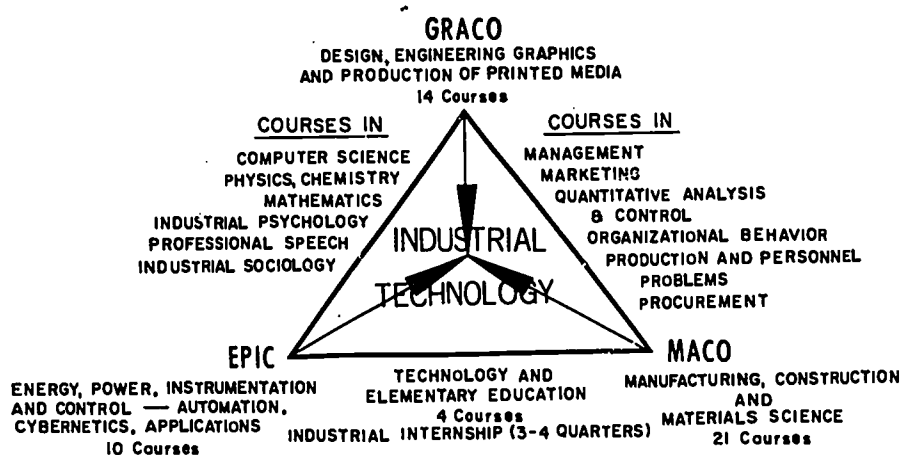 GRACO
DESIGN, ENGINEERING GRAPHICS
AND PRODUCTION OF PRINTED MEDIA
14 Courses
COURSES IN
COMPUTER SCIENCE
PHYSICS, CHEMISTRY
MATHEMATICS
INDUSTRIAL PSYCHOLOGY
PROFESSIONAL SPEECH
INDUSTRIAL SOCIOLOGY
COURSES IN
MANAGEMENT
MARKETING
QUANTITATIVE ANALYSIS
& CONTROL
ORGANIZATIONAL BEHAVIOR
PRODUCTION AND PERSONNEL
PROBLEMS
PROCUREMENT
INDUSTRIAL
TECHNOLOGY
EPIC
ENERGY, POWER, INSTRUMENTATION
AND CONTROL — AUTOMATION,
CYBERNETICS, APPLICATIONS
10 Courses
TECHNOLOGY AND
ELEMENTARY EDUCATION
4 Courses
INDUSTRIAL INTERNSHIP (3-4 QUARTERS)
MACO
MANUFACTURING, CONSTRUCTION
AND
MATERIALS SCIENCE
21 Courses